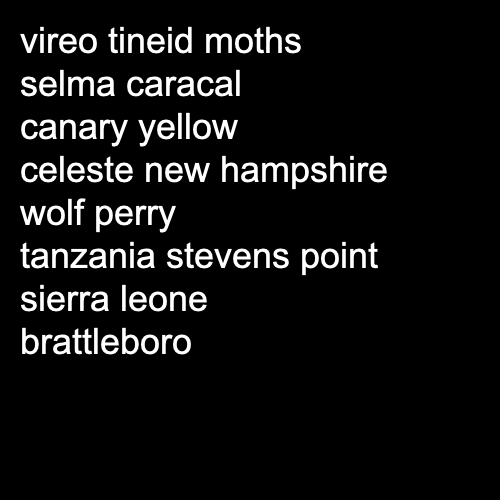 vireo tineid moths
selma caracal
canary yellow
celeste new hampshire
wolf perry
tanzania stevens point
sierra leone
brattleboro